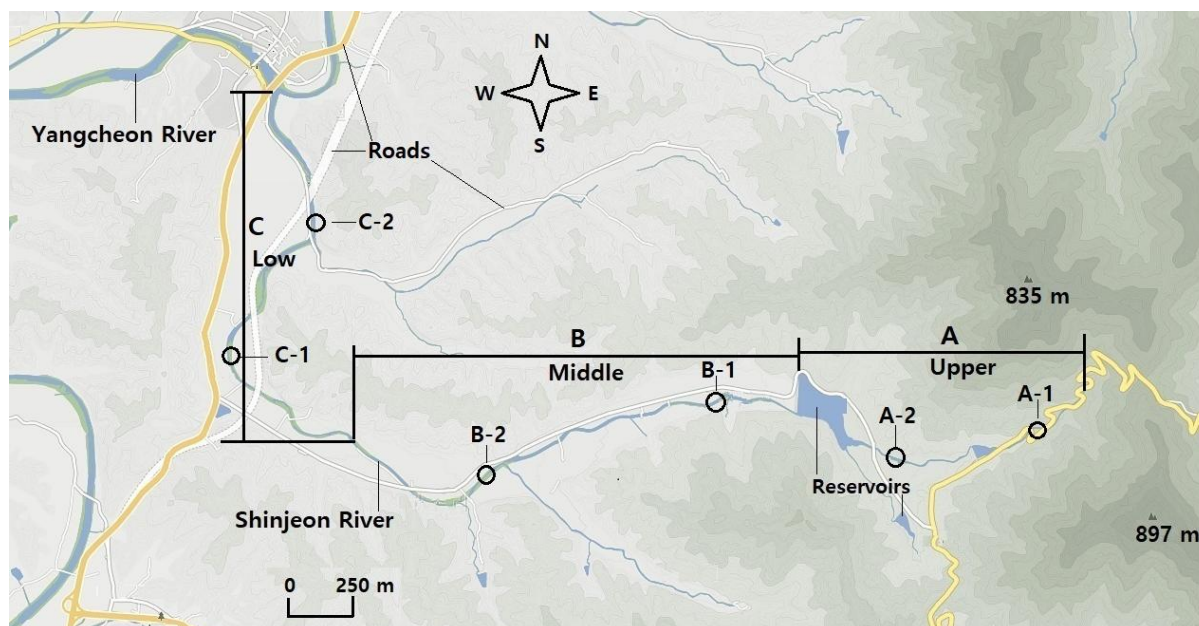 N
W E
S
Yangcheon River
Roads
C-2
C
Low
835 m
B
A
C-1
Middle
B-1
Upper
A-1
B-2
A-2
Reservoirs
Shinjeon River
897 m
0 250 m